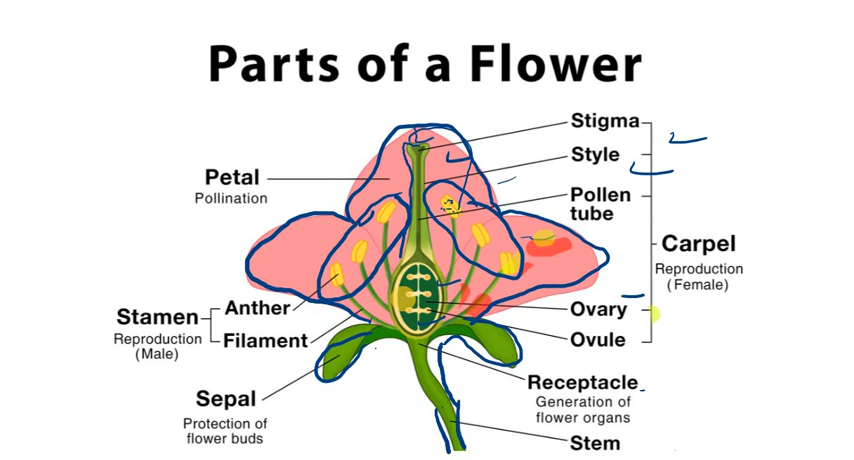 Parts of a Flower
Stigma
Style
Pollen
tube
Carpel
Reproduction
(Female)
Ovary
Ovule
Receptacle
Generation of
flower organs
Stem
Petal
Pollination
Anther
Stamen
Reproduction
(Male)
Filament
Sepal
Protection of
flower buds